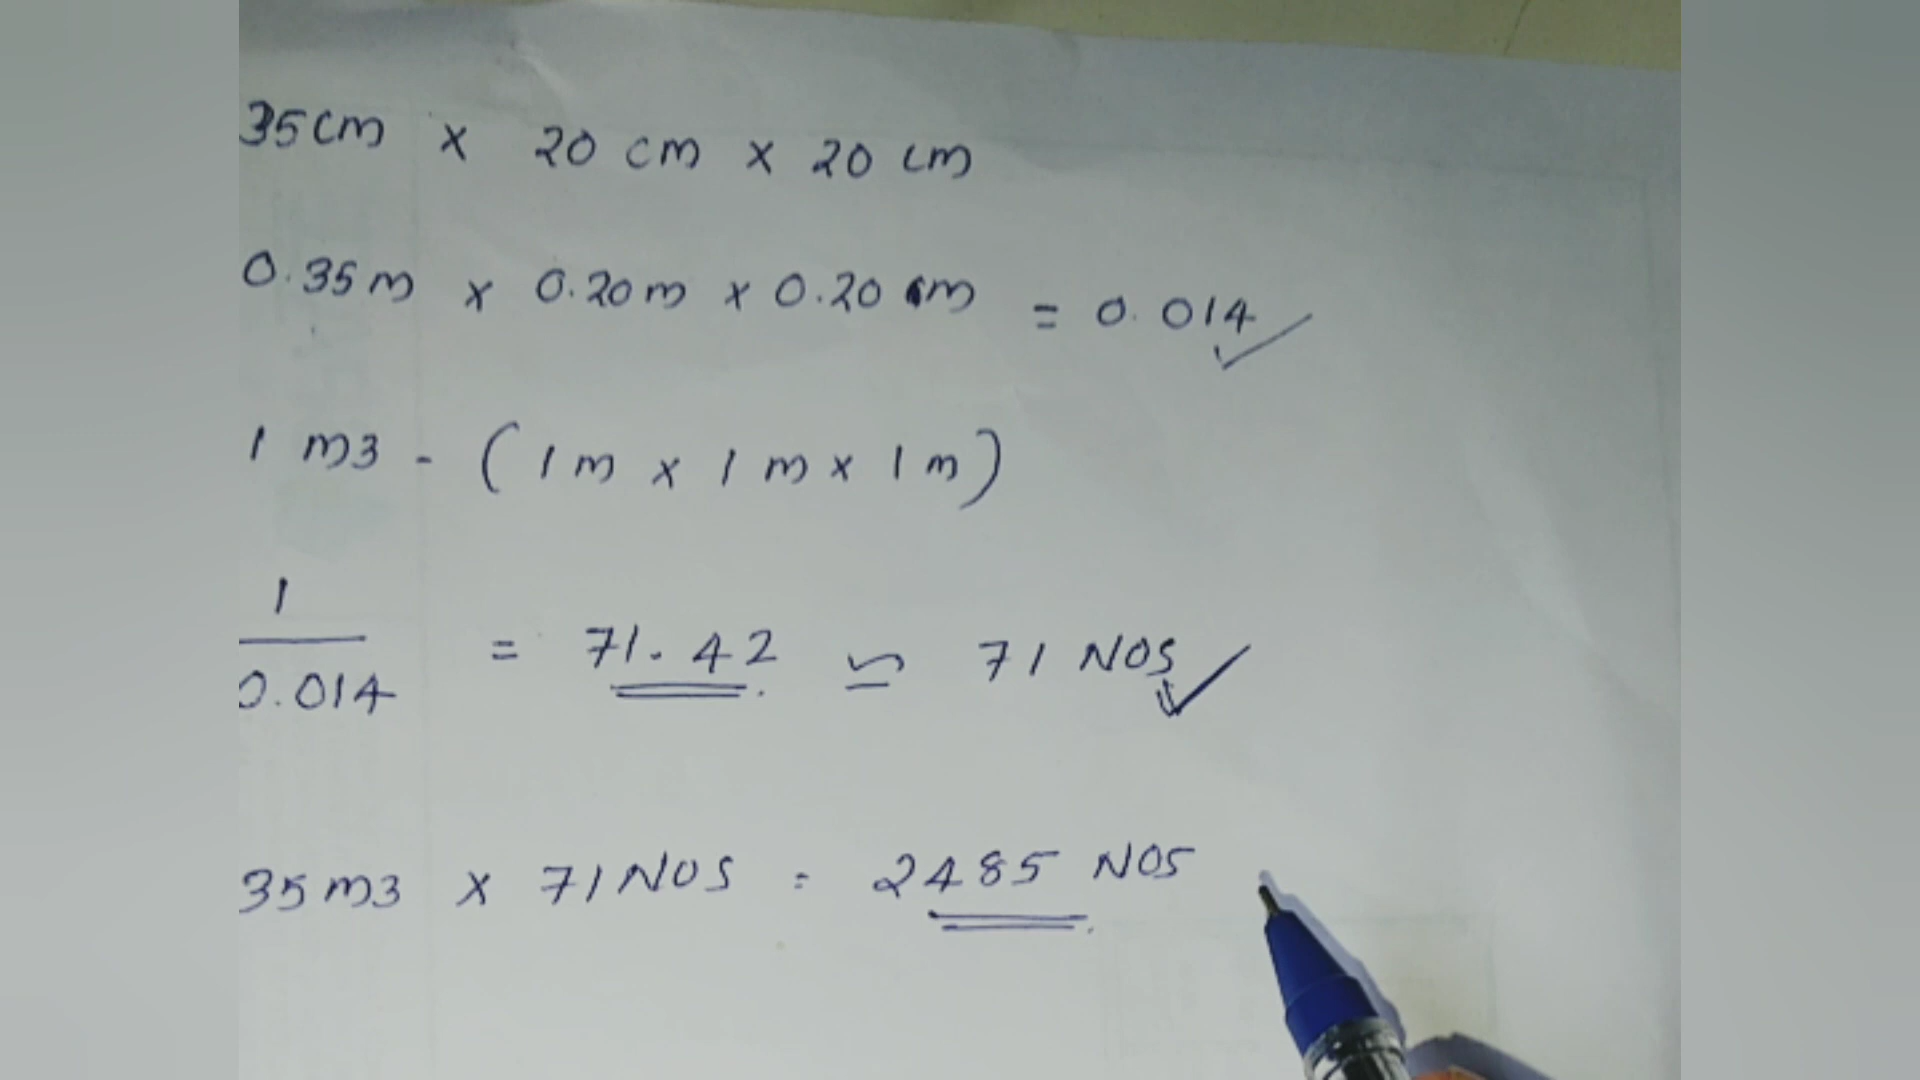 35cm x 20 cm x 20 cm
0.35m x 0.20m x 0.20 m = 0.014
1 m3 - (1m x 1m x 1m)
1
0.014 = 71.42 ≃ 71 NOS
35m3 x 71NOS = 2485 NOS